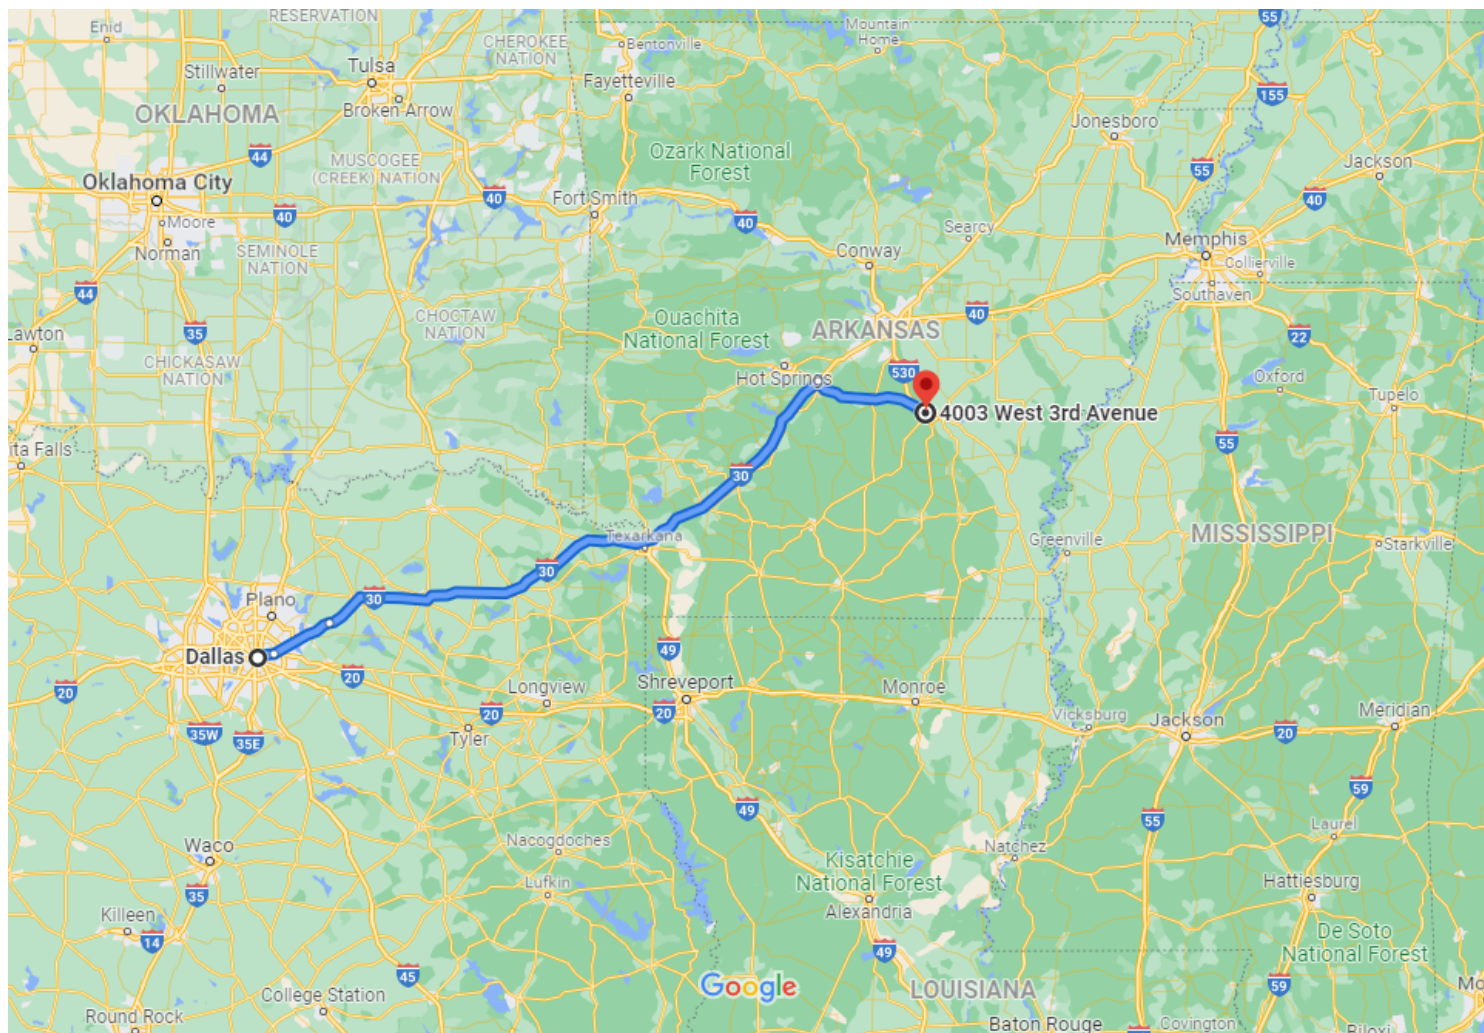 RESERVATION
Enid
CHEROKEE
NATION
Bentonville
Mountain
Home
55
Stillwater
Tulsa
Fayetteville
OKLAHOMA
Broken Arrow
155
Jonesboro
44
MUSCOGEE
(CREEK) NATION
Ozark National
Forest
55
Jackson
Oklahoma City
40
40
Fort Smith
40
40
Moore
Norman
SEMINOLE
NATION
Searcy
Conway
Memphis
Collierville
44
CHOCTAW
NATION
Southaven
Ouachita
National Forest
ARKANSAS
40
Lawton
35
22
CHICKASAW
NATION
Hot Springs
530
Oxford
Tupelo
4003 West 3rd Avenue
ita Falls
55
30
Texarkana
Greenville
MISSISSIPPI
Starkville
30
Plano
30
Dallas
49
20
20
Longview
Shreveport
Monroe
20
20
Vicksburg
Jackson
Meridian
35W
35E
Tyler
20
59
49
55
Waco
Nacogdoches
Laurel
Natchez
Kisatchie
National Forest
Lufkin
35
Alexandria
Hattiesburg
Killeen
14
49
De Soto
National Forest
45
Google
LOUISIANA
59
College Station
Mo
Round Rock
Baton Rouge
Covington
55
Biloxi